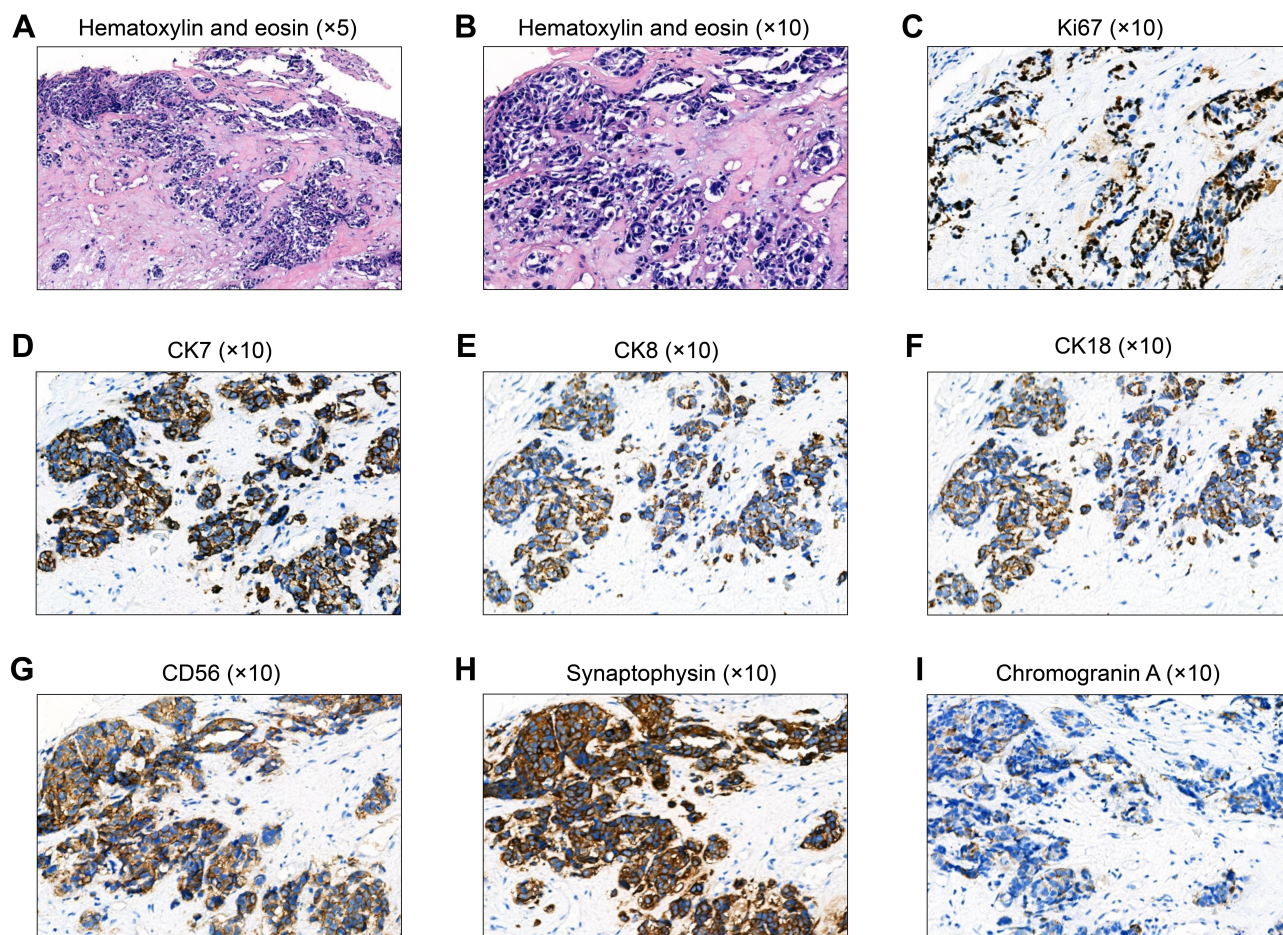 A Hematoxylin and eosin (×5)
B Hematoxylin and eosin (×10)
C Ki67 (×10)
D CK7 (×10)
E CK8 (×10)
F CK18 (×10)
G CD56 (×10)
H Synaptophysin (×10)
I Chromogranin A (×10)